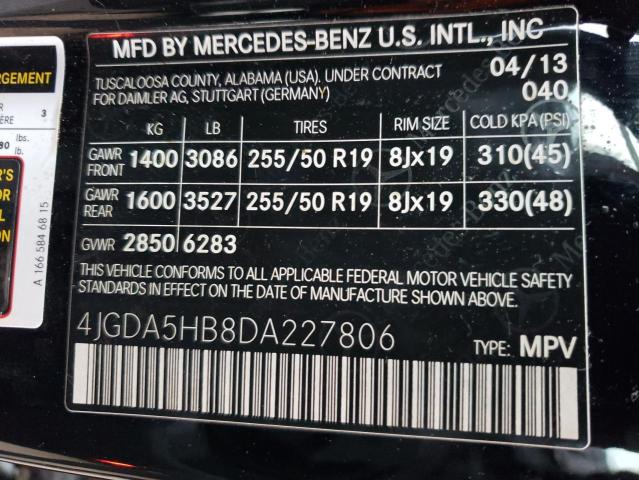 MFD BY MERCEDES-BENZ U.S. INTL., INC
TUSCALOOSA COUNTY, ALABAMA (USA). UNDER CONTRACT 04/13
FOR DAIMLER AG, STUTTGART (GERMANY) 040
KG LB TIRES RIM SIZE COLD KPA (PSI)
GAWR FRONT 1400 3086 255/50 R19 8Jx19 310(45)
GAWR REAR 1600 3527 255/50 R19 8Jx19 330(48)
GVWR 2850 6283
THIS VEHICLE CONFORMS TO ALL APPLICABLE FEDERAL MOTOR VEHICLE SAFETY
STANDARDS IN EFFECT ON THE DATE OF MANUFACTURE SHOWN ABOVE.
4JGDA5HB8DA227806
TYPE: MPV
A 166 584 68 15
3
lbs.
lb.